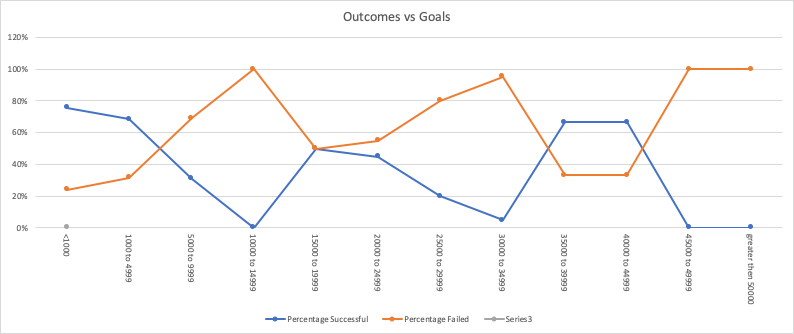 Outcomes vs Goals
120%
100%
80%
60%
40%
20%
0%
<1000
1000 to 4999
5000 to 9999
10000 to 14999
15000 to 19999
20000 to 24999
25000 to 29999
30000 to 34999
35000 to 39999
40000 to 44999
45000 to 49999
greater then 50000
Percentage Successful Percentage Failed Series3